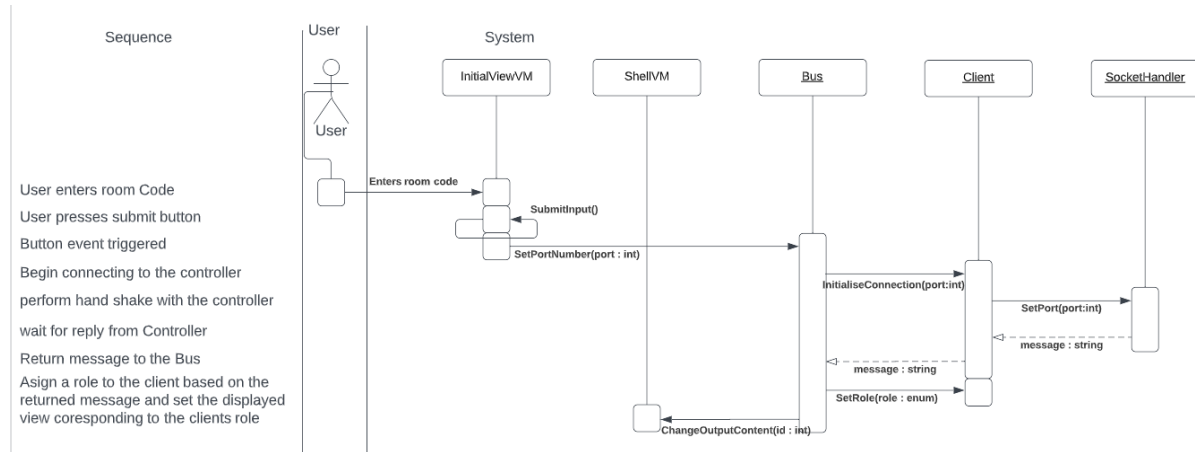 Sequence
User
System
InitialViewVM
ShellVM
Bus
Client
SocketHandler
User
User enters room Code
Enters room code
User presses submit button
SubmitInput()
Button event triggered
SetPortNumber(port : int)
Begin connecting to the controller
InitialiseConnection(port:int)
perform hand shake with the controller
SetPort(port:int)
wait for reply from Controller
message : string
Return message to the Bus
message : string
Asign a role to the client based on the
returned message and set the displayed
view coresponding to the clients role
SetRole(role : enum)
ChangeOutputContent(id : int)